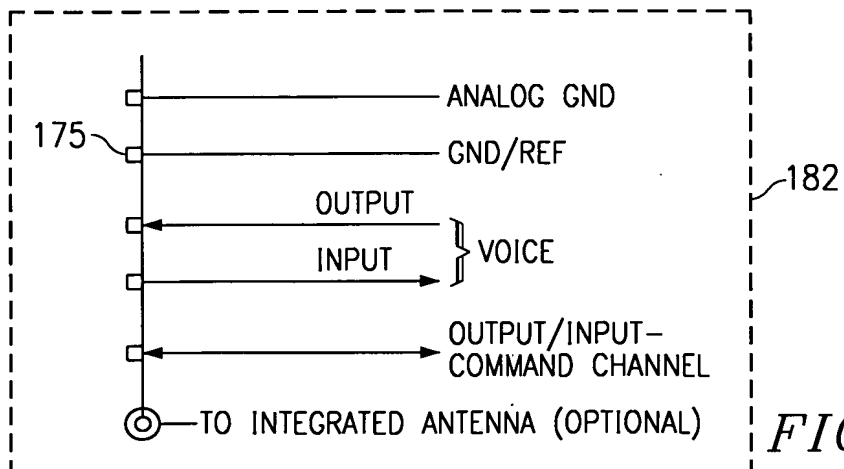 ANALOG GND
175
GND/REF
182
OUTPUT
VOICE
INPUT
OUTPUT/INPUT-
COMMAND CHANNEL
TO INTEGRATED ANTENNA (OPTIONAL)